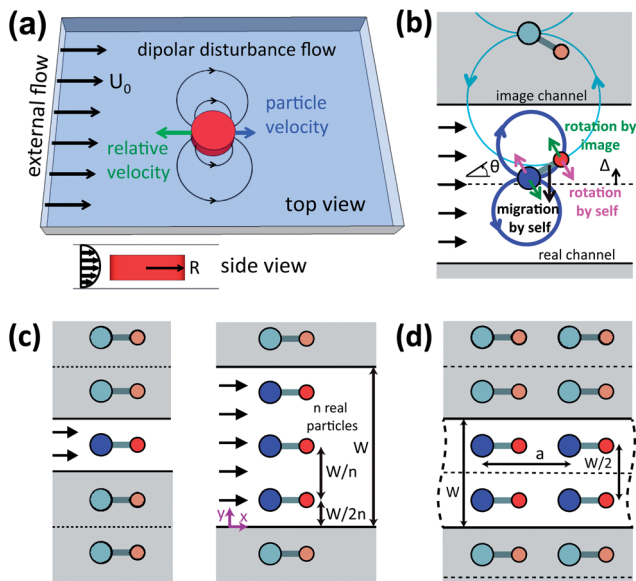 (a)
dipolar disturbance flow
external flow
U₀
particle
velocity
relative
velocity
top view
R
side view
(b)
image channel
rotation by
image
θ
Δ
migration
by self
rotation
by self
real channel
(c)
n real
particles
W
W/n
W/2n
y
x
(d)
W
a
W/2